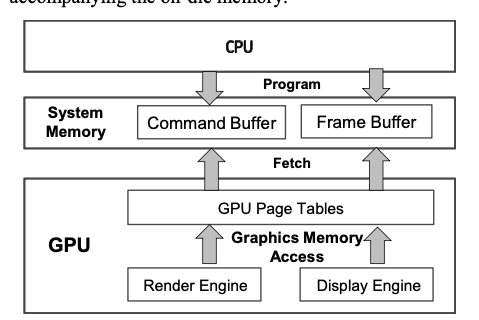 accompanying the on-die memory.
CPU
Program
System
Memory
Command Buffer
Frame Buffer
Fetch
GPU Page Tables
GPU
Graphics Memory
Access
Render Engine
Display Engine